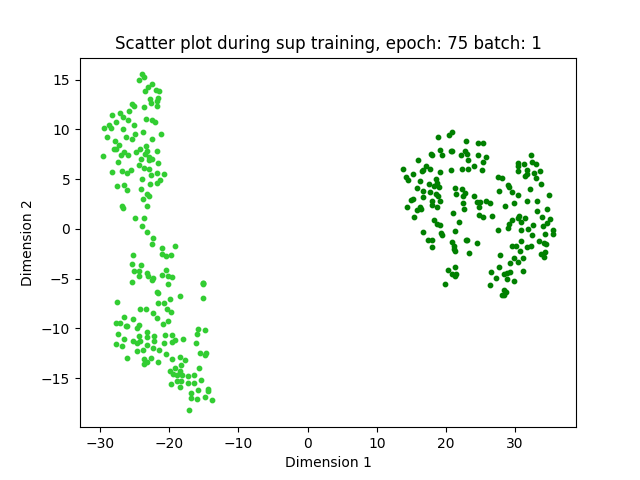 Scatter plot during sup training, epoch: 75 batch: 1
15
10
5
0
−5
−10
−15
Dimension 2
−30 −20 −10 0 10 20 30
Dimension 1